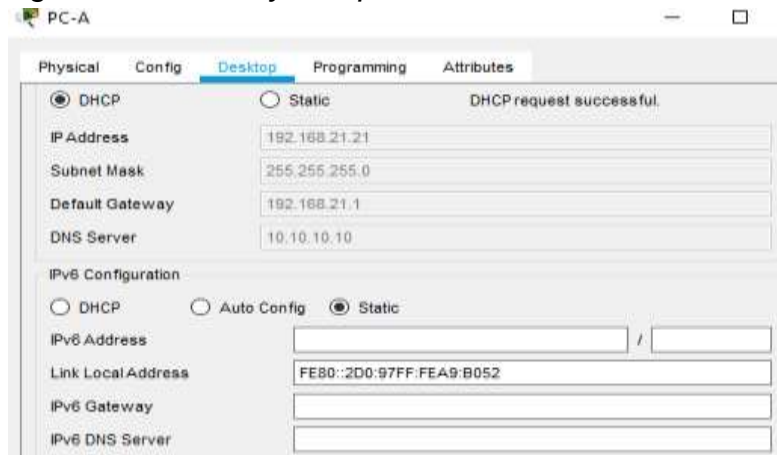 PC-A
Physical Config Desktop Programming Attributes
DHCP Static DHCP request successful.
IP Address 192.168.21.21
Subnet Mask 255.255.255.0
Default Gateway 192.168.21.1
DNS Server 10.10.10.10
IPv6 Configuration
DHCP Auto Config Static
IPv6 Address /
Link Local Address FE80::2D0:97FF:FEA9:B052
IPv6 Gateway
IPv6 DNS Server